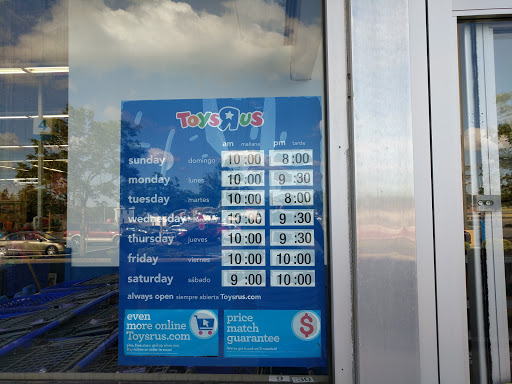 TOYS R US
am mañana pm tarde
sunday domingo 10 :00 8 :00
monday lunes 10 :00 9 :30
tuesday martes 10 :00 8:00
wednesday 10 :00 9 :30
thursday jueves 10 :00 9 :30
friday viernes 10 :00 10:00
saturday sábado 9 :00 10:00
always open siempre abierta Toysrus.com
even
more online
Toysrus.com
price
match
guarantee
$